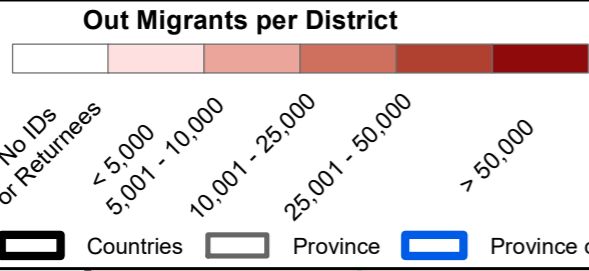 Out Migrants per District
No IDs
or Returnees
< 5,000
5,001 - 10,000
10,001 - 25,000
25,001 - 50,000
> 50,000
Countries
Province
Province